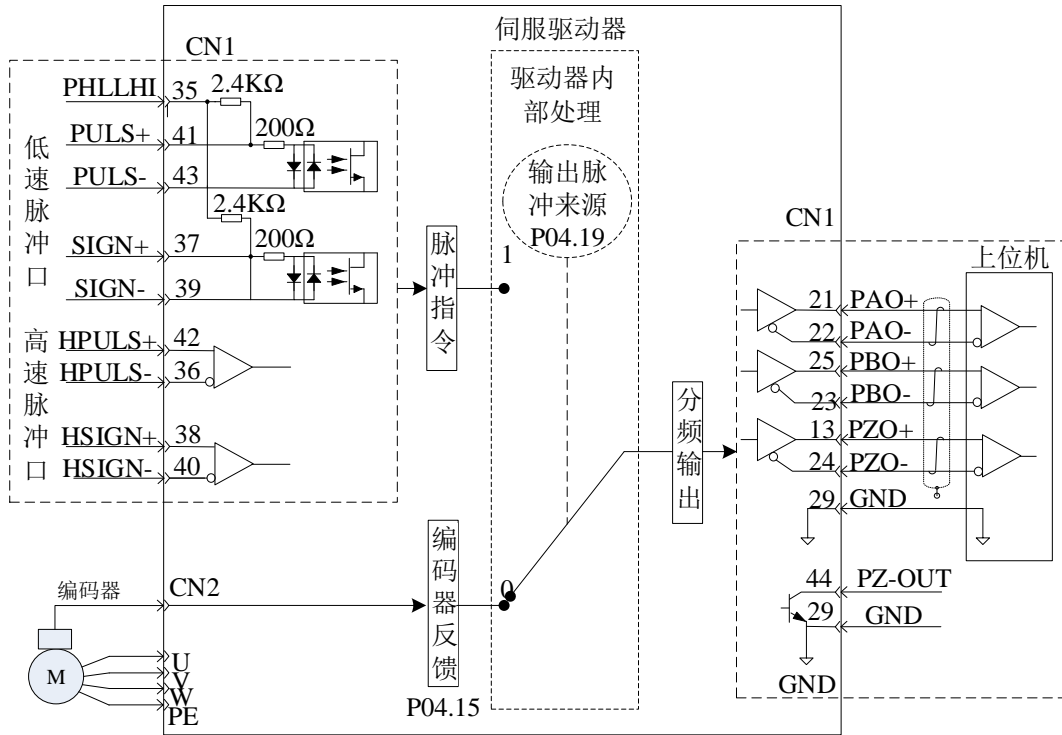 伺服驱动器
CN1
PHLLHI
35
2.4KΩ
PULS+
41
200Ω
PULS-
43
2.4KΩ
SIGN+
37
200Ω
SIGN-
39
低速脉冲口
HPULS+
42
HPULS-
36
HSIGN+
38
HSIGN-
40
高速脉冲口
脉冲指令
1
驱动器内
部处理
输出脉
冲来源
P04.19
0
分频输出
CN1
上位机
21
PAO+
22
PAO-
25
PBO+
23
PBO-
13
PZO+
24
PZO-
29
GND
44
PZ-OUT
29
GND
GND
编码器
CN2
编码器反馈
P04.15
M
U
V
W
PE